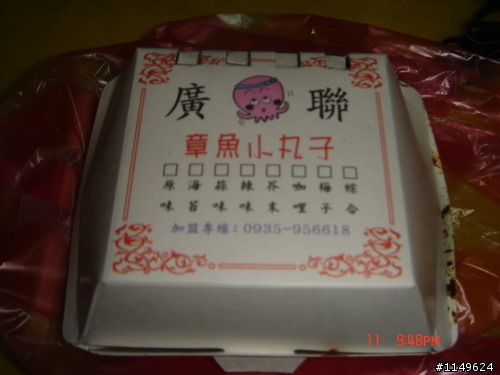 廣 聯
章魚小丸子
□ □ □ □ □ □ □ □
原 海 蒜 辣 芥 咖 梅 綜
味 苔 味 味 末 哩 子 合
加盟專線:0935-956618
11 9:48PM
#1149624